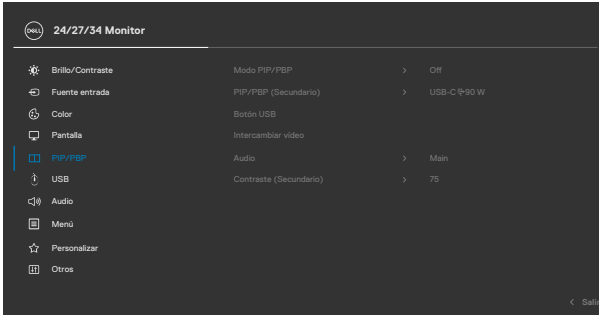 DELL 24/27/34 Monitor
Brillo/Contraste Modo PIP/PBP > Off
Fuente entrada PIP/PBP (Secundario) > USB-C 90 W
Color Botón USB
Pantalla Intercambiar vídeo
PIP/PBP Audio > Main
USB Contraste (Secundario) > 75
Audio
Menú
Personalizar
Otros
< Salir